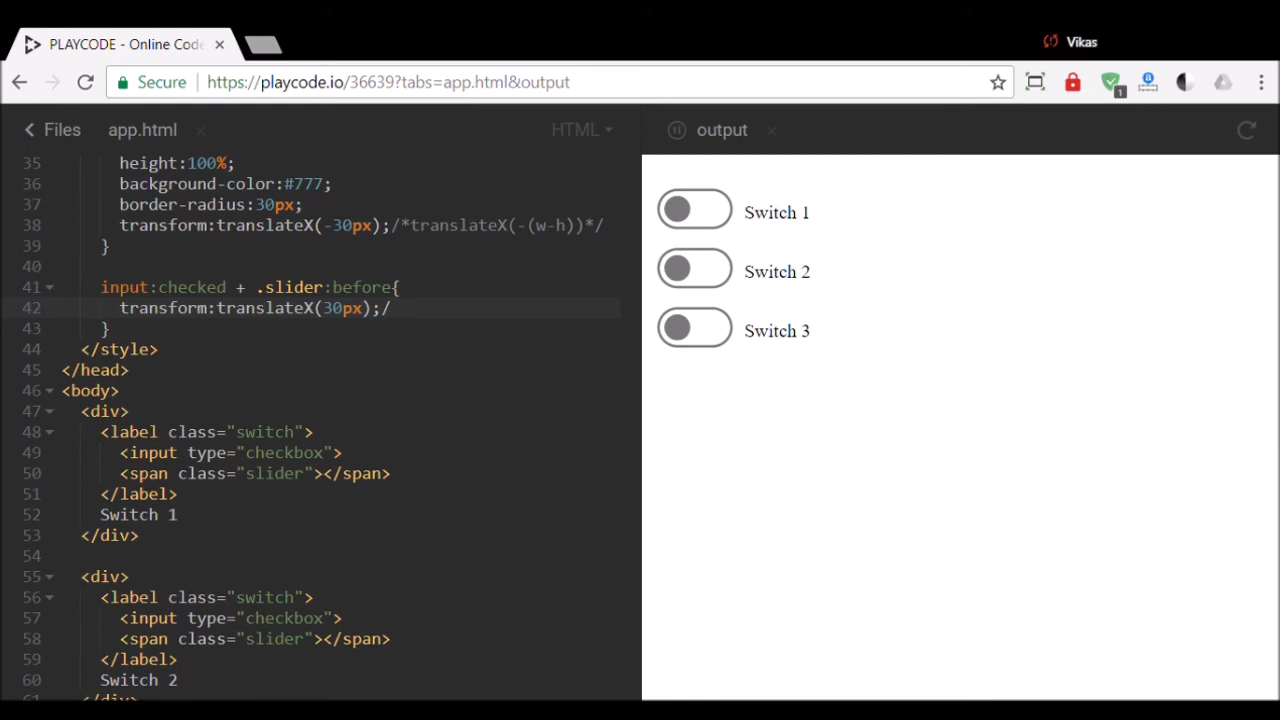 PLAYCODE - Online Code
Vikas
Secure
https://playcode.io/36639?tabs=app.html&output
1
Files
app.html
HTML
output
35 height:100%;
36 background-color:#777;
37 border-radius:30px;
38 transform:translateX(-30px);/*translateX(-(w-h))*/
39 }
40
41 input:checked + .slider:before{
42 transform:translateX(30px);/
43 }
44 </style>
45 </head>
46 <body>
47 <div>
48 <label class="switch">
49 <input type="checkbox">
50 <span class="slider"></span>
51 </label>
52 Switch 1
53 </div>
54
55 <div>
56 <label class="switch">
57 <input type="checkbox">
58 <span class="slider"></span>
59 </label>
60 Switch 2
61 </div>
Switch 1
Switch 2
Switch 3